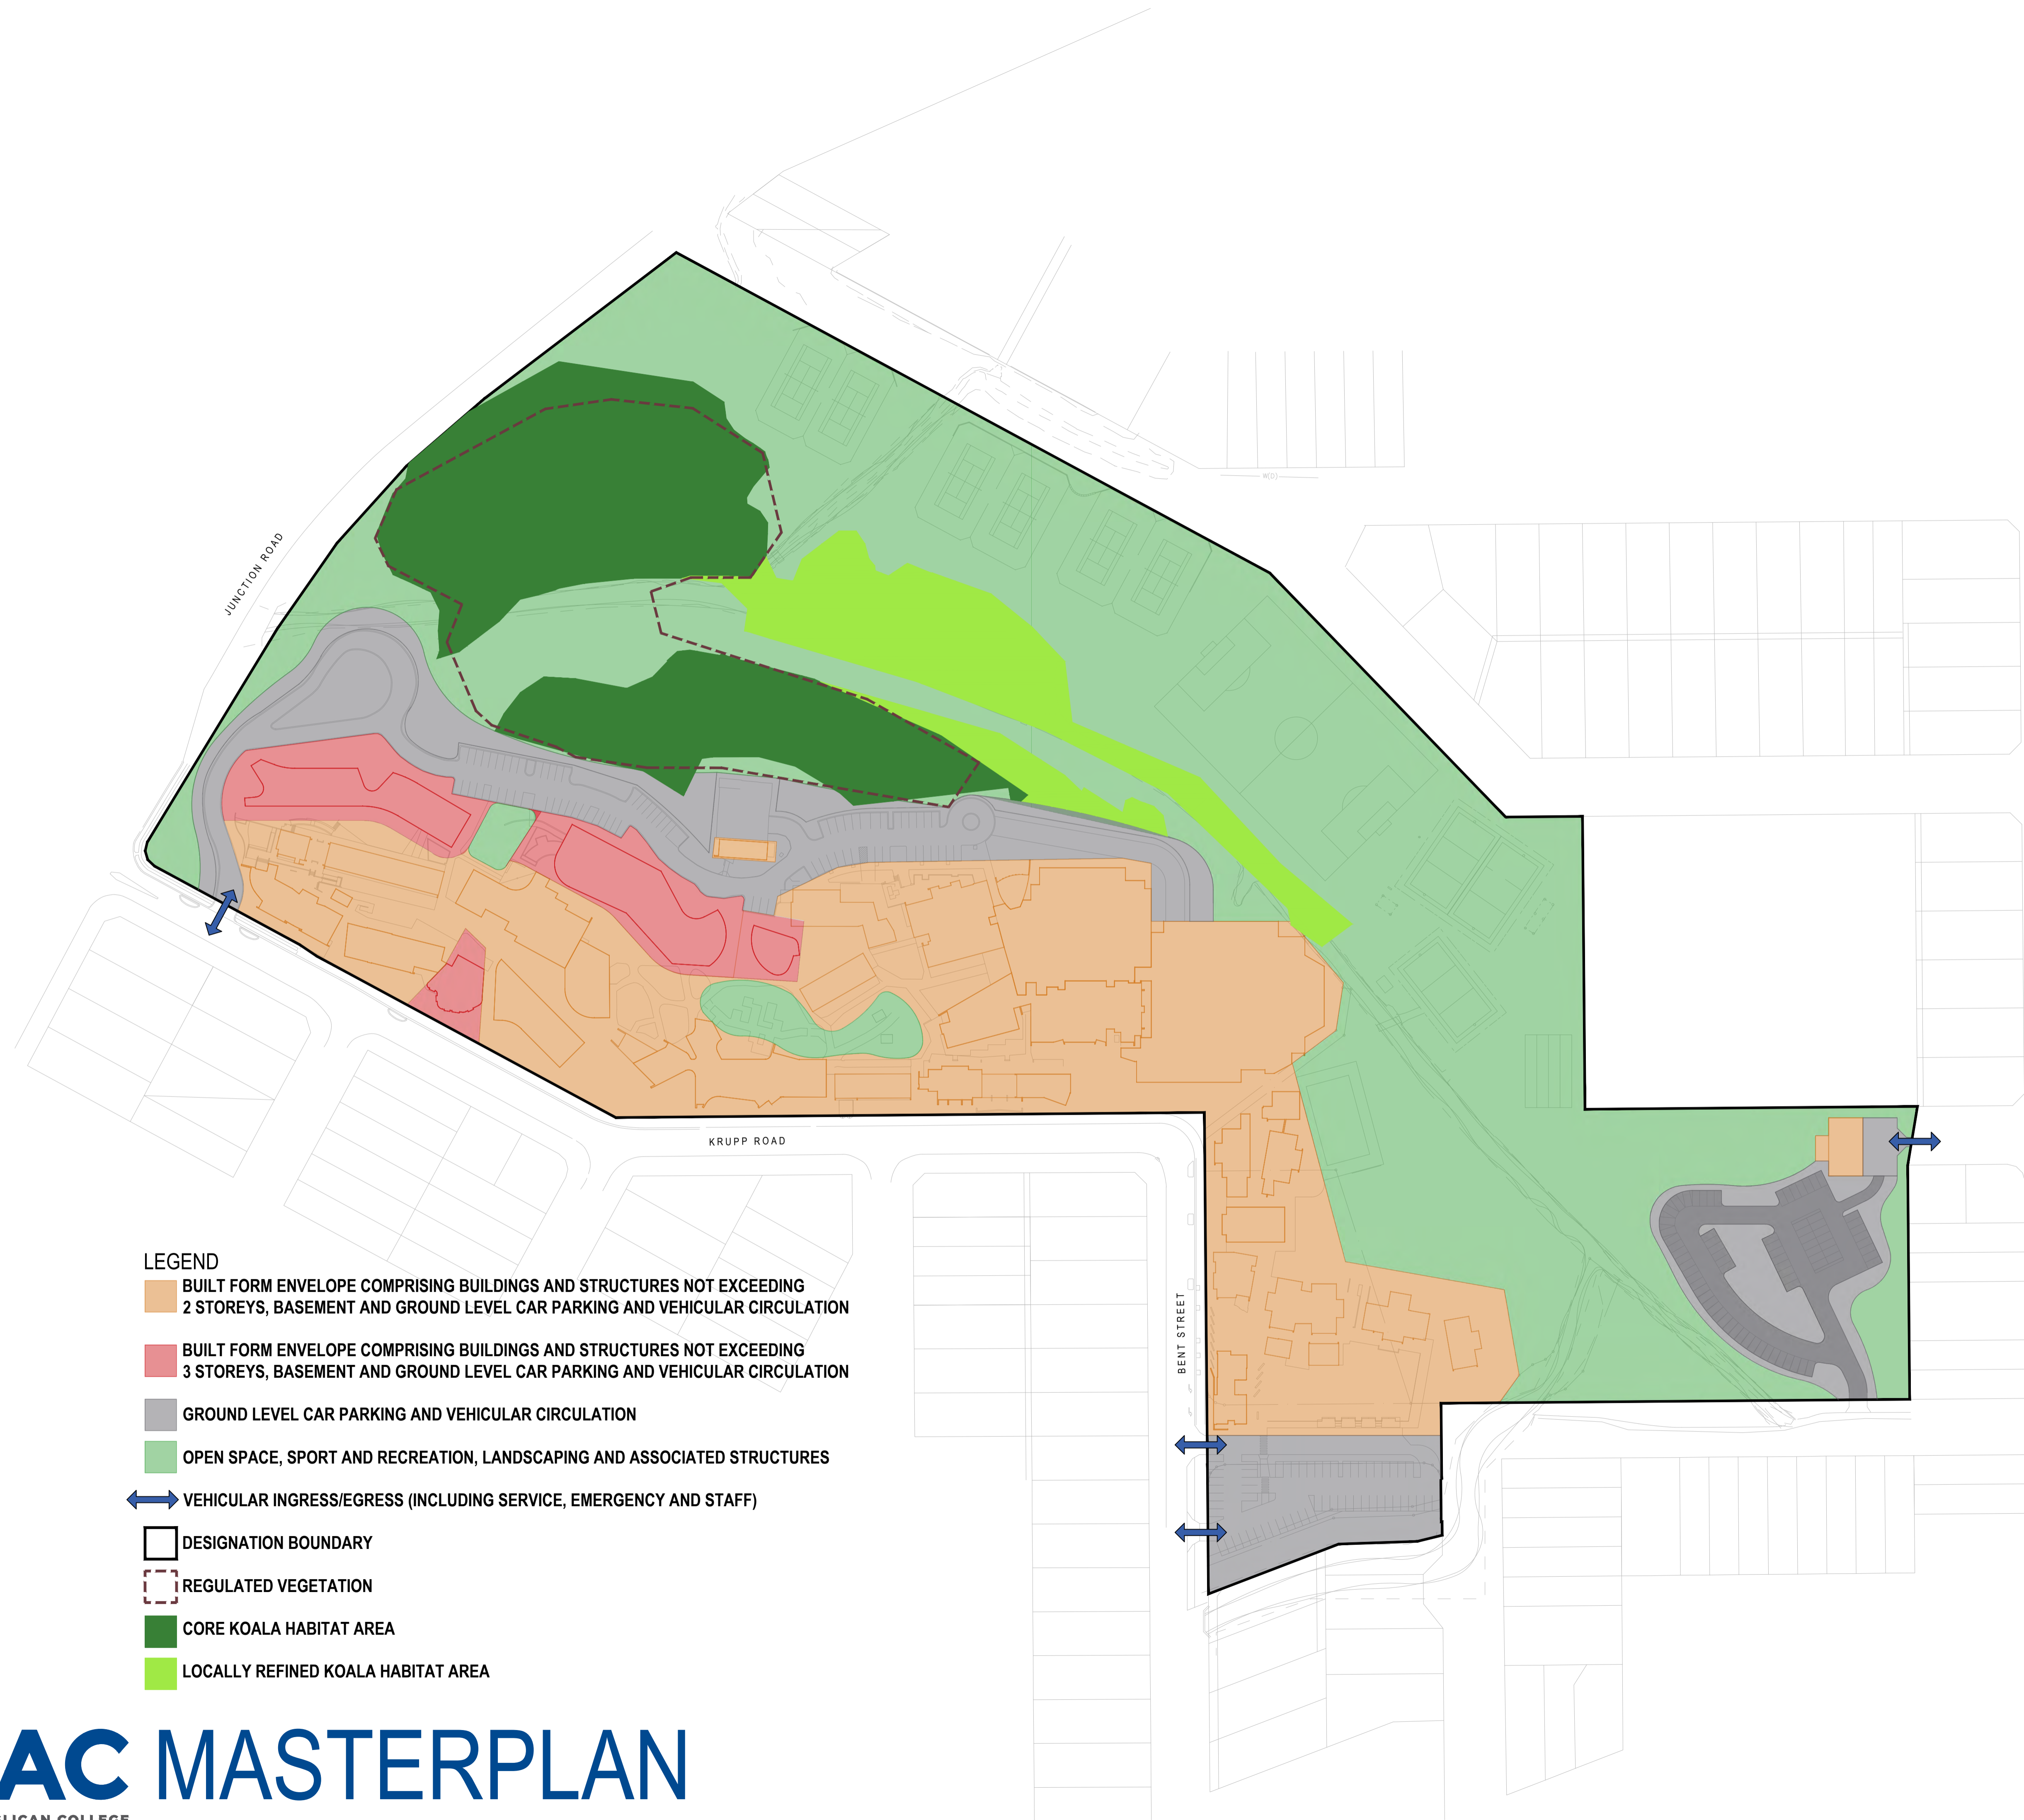 W(D)
JUNCTION ROAD
KRUPP ROAD
BENT STREET
LEGEND
BUILT FORM ENVELOPE COMPRISING BUILDINGS AND STRUCTURES NOT EXCEEDING
2 STOREYS, BASEMENT AND GROUND LEVEL CAR PARKING AND VEHICULAR CIRCULATION
BUILT FORM ENVELOPE COMPRISING BUILDINGS AND STRUCTURES NOT EXCEEDING
3 STOREYS, BASEMENT AND GROUND LEVEL CAR PARKING AND VEHICULAR CIRCULATION
GROUND LEVEL CAR PARKING AND VEHICULAR CIRCULATION
OPEN SPACE, SPORT AND RECREATION, LANDSCAPING AND ASSOCIATED STRUCTURES
VEHICULAR INGRESS/EGRESS (INCLUDING SERVICE, EMERGENCY AND STAFF)
DESIGNATION BOUNDARY
REGULATED VEGETATION
CORE KOALA HABITAT AREA
LOCALLY REFINED KOALA HABITAT AREA
AC MASTERPLAN
LICAN COLLEGE